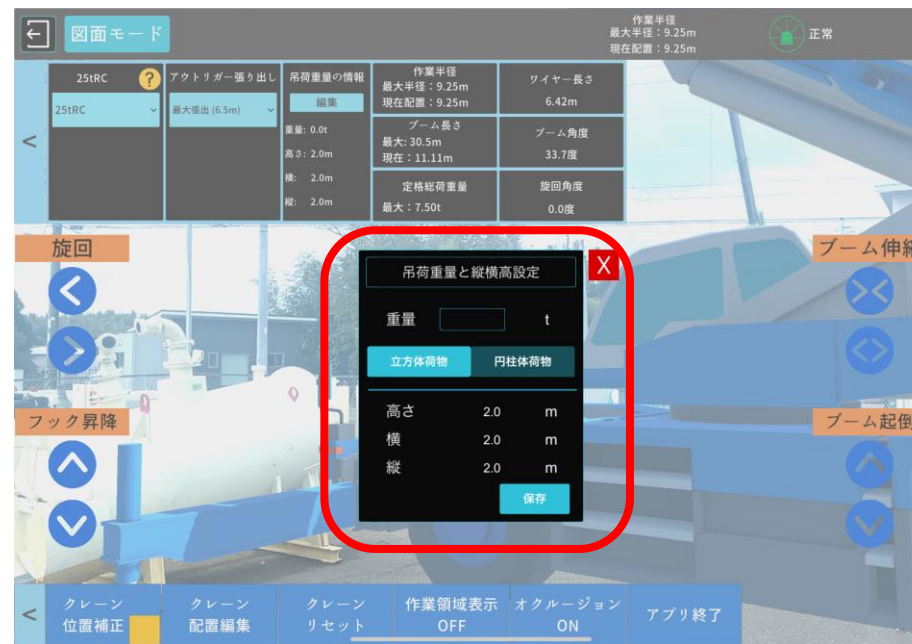 図面モード
作業半径
最大半径：9.25m
現在配置：9.25m
正常
25tRC
?
25tRC
アウトリガー張り出し
最大張出 (6.5m)
吊荷重量の情報
編集
重量: 0.0t
高さ: 2.0m
横: 2.0m
縦: 2.0m
作業半径
最大半径：9.25m
現在配置：9.25m
ワイヤー長さ
6.42m
ブーム長さ
最大: 30.5m
現在：11.11m
ブーム角度
33.7度
定格総荷重量
最大：7.50t
旋回角度
0.0度
<
旋回
ブーム伸縮
フック昇降
ブーム起倒
吊荷重量と縦横高設定
X
重量 t
立方体荷物 円柱体荷物
高さ 2.0 m
横 2.0 m
縦 2.0 m
保存
<
クレーン
位置補正
クレーン
配置編集
クレーン
リセット
作業領域表示
OFF
オクルージョン
ON
アプリ終了